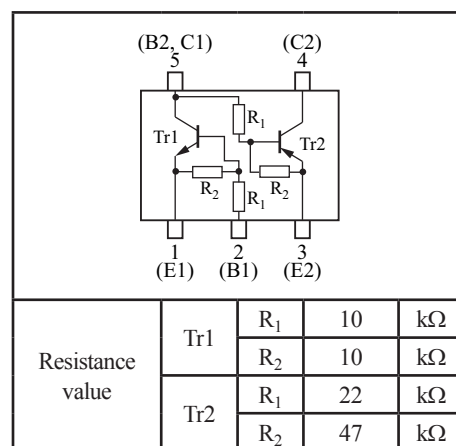 (B2, C1) (C2)
5 4
R1
Tr1 Tr2
R2 R2
R1
1 2 3
(E1) (B1) (E2)
Resistance value Tr1 R1 10 kΩ
R2 10 kΩ
Tr2 R1 22 kΩ
R2 47 kΩ